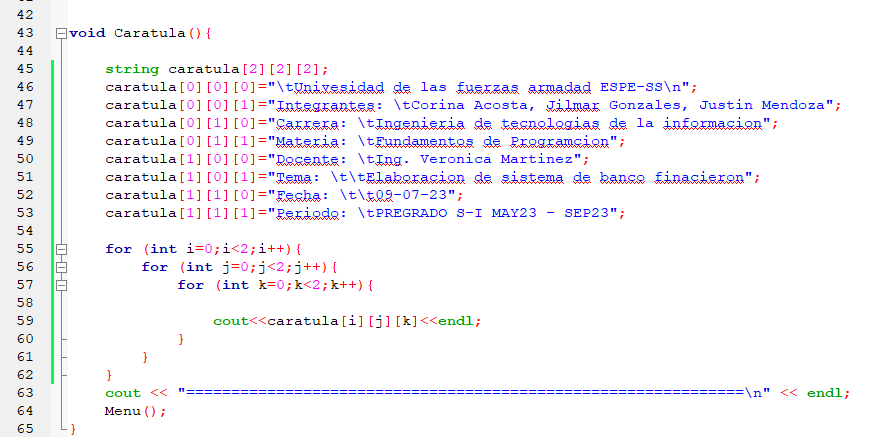 42
43 void Caratula(){
44
45 string caratula[2][2][2];
46 caratula[0][0][0]="\tUnivesidad de las fuerzas armadad ESPE-SS\n";
47 caratula[0][0][1]="Integrantes: \tCorina Acosta, Jilmar Gonzales, Justin Mendoza";
48 caratula[0][1][0]="Carrera: \tIngenieria de tecnologias de la informacion";
49 caratula[0][1][1]="Materia: \tFundamentos de Programcion";
50 caratula[1][0][0]="Docente: \tIng. Veronica Martinez";
51 caratula[1][0][1]="Tema: \t\tElaboracion de sistema de banco finacieron";
52 caratula[1][1][0]="Fecha: \t\t09-07-23";
53 caratula[1][1][1]="Periodo: \tPREGRADO S-I MAY23 - SEP23";
54
55 for (int i=0;i<2;i++){
56 for (int j=0;j<2;j++){
57 for (int k=0;k<2;k++){
58
59 cout<<caratula[i][j][k]<<endl;
60 }
61 }
62 }
63 cout << "==============================================================\n" << endl;
64 Menu();
65 }